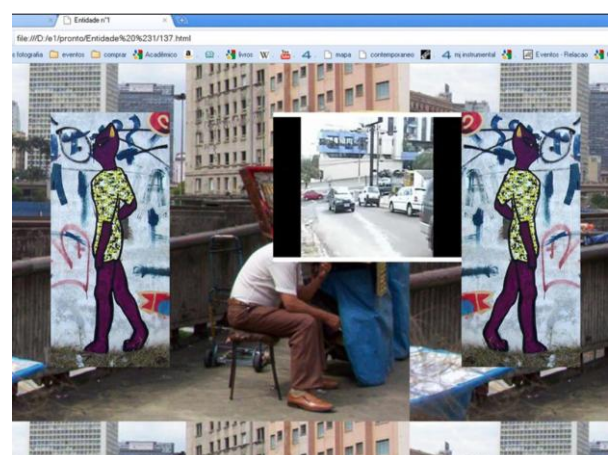 Entidade n°1
file:///D:/e1/pronto/Entidade%20%231/137.html
fotografia eventos comprar Acadêmico livros mapa contemporaneo mj instrumental Eventos - Relacao